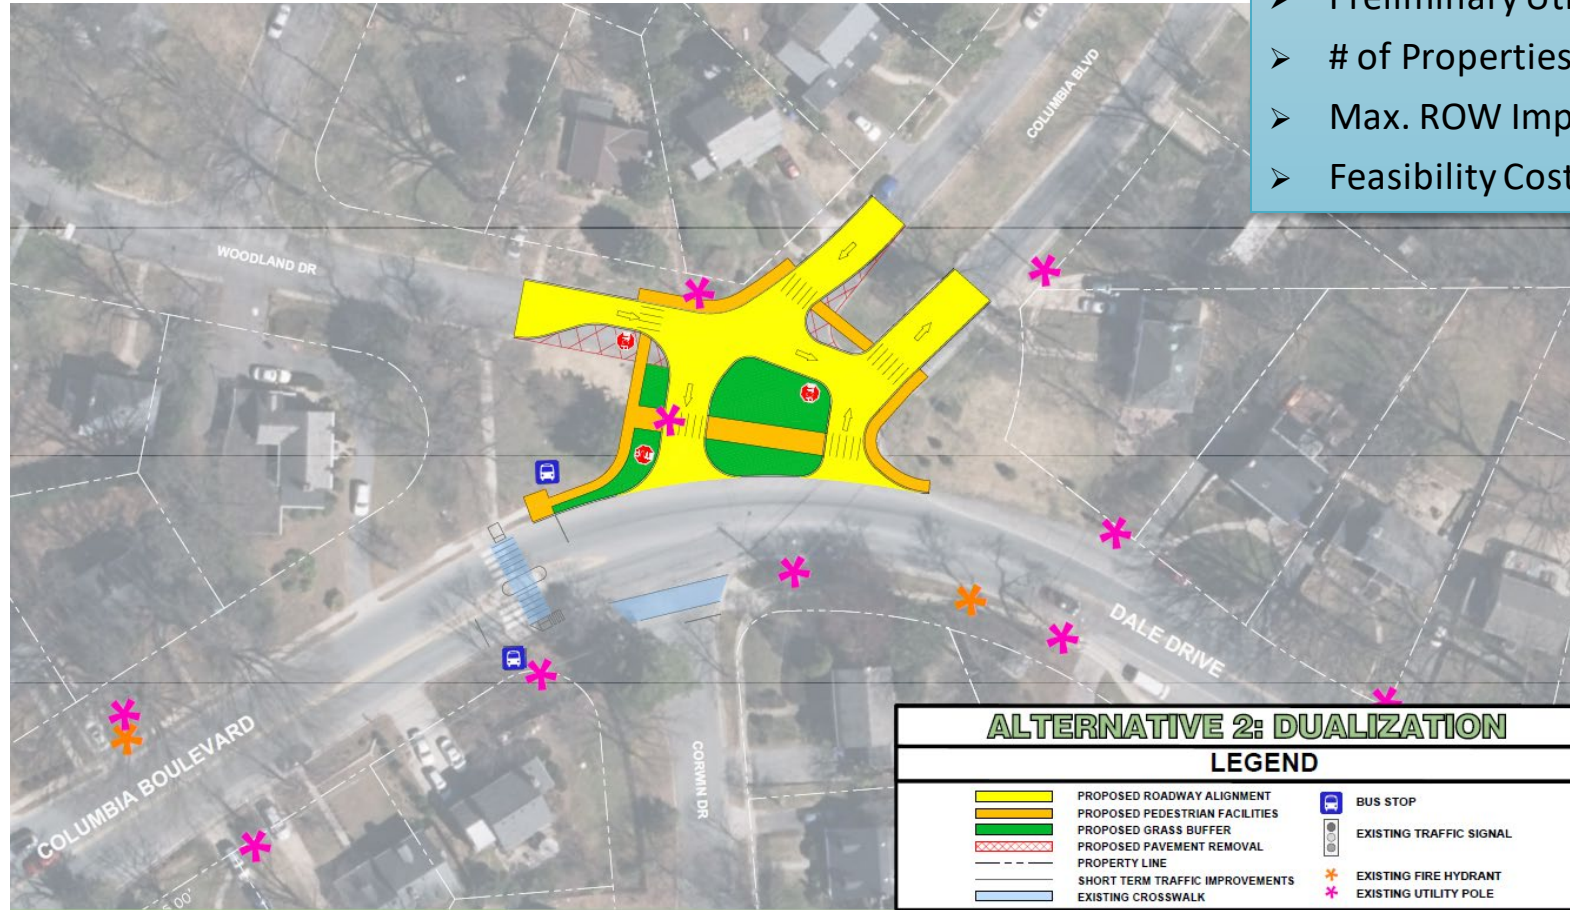 ➢ # of Properties
➢ Max. ROW Imp
➢ Feasibility Cost
COLUMBIA BLVD
WOODLAND DR
DALE DRIVE
COLUMBIA BOULEVARD
CORWIN DR
ALTERNATIVE 2: DUALIZATION
LEGEND
PROPOSED ROADWAY ALIGNMENT
PROPOSED PEDESTRIAN FACILITIES
PROPOSED GRASS BUFFER
PROPOSED PAVEMENT REMOVAL
PROPERTY LINE
SHORT TERM TRAFFIC IMPROVEMENTS
EXISTING CROSSWALK
BUS STOP
EXISTING TRAFFIC SIGNAL
EXISTING FIRE HYDRANT
EXISTING UTILITY POLE